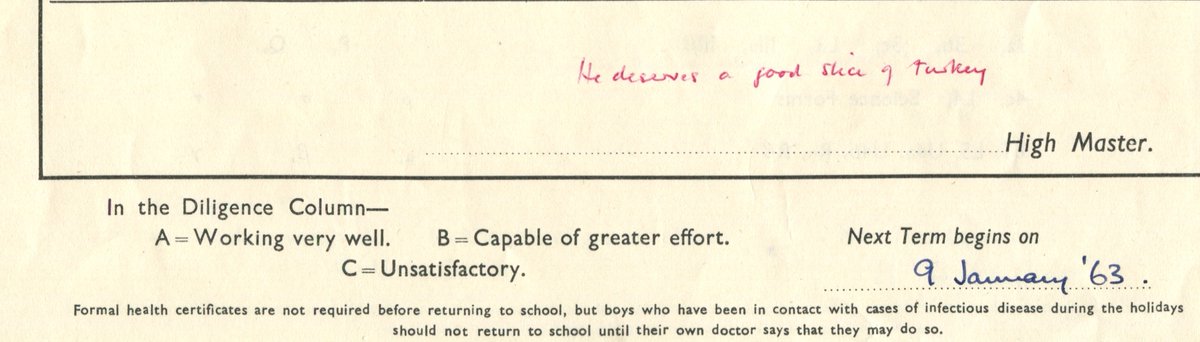 He deserves a good slice of turkey
High Master.
In the Diligence Column—
A=Working very well. B=Capable of greater effort.
C=Unsatisfactory.
Next Term begins on
9 January '63.
Formal health certificates are not required before returning to school, but boys who have been in contact with cases of infectious disease during the holidays
should not return to school until their own doctor says that they may do so.